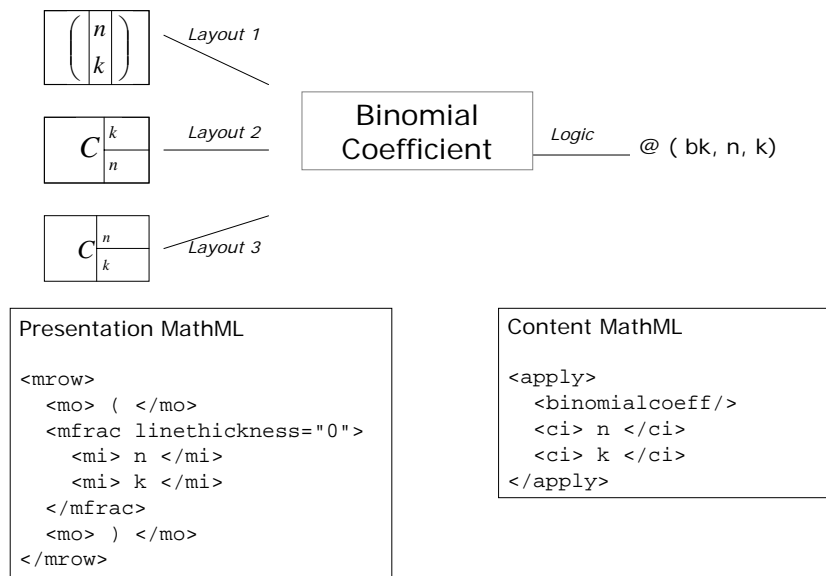 ( n
k )
Layout 1
C k
n
Layout 2
C n
k
Layout 3
Binomial
Coefficient
Logic
@ ( bk, n, k)
Presentation MathML
<mrow>
<mo> ( </mo>
<mfrac linethickness="0">
<mi> n </mi>
<mi> k </mi>
</mfrac>
<mo> ) </mo>
</mrow>
Content MathML
<apply>
<binomialcoeff/>
<ci> n </ci>
<ci> k </ci>
</apply>